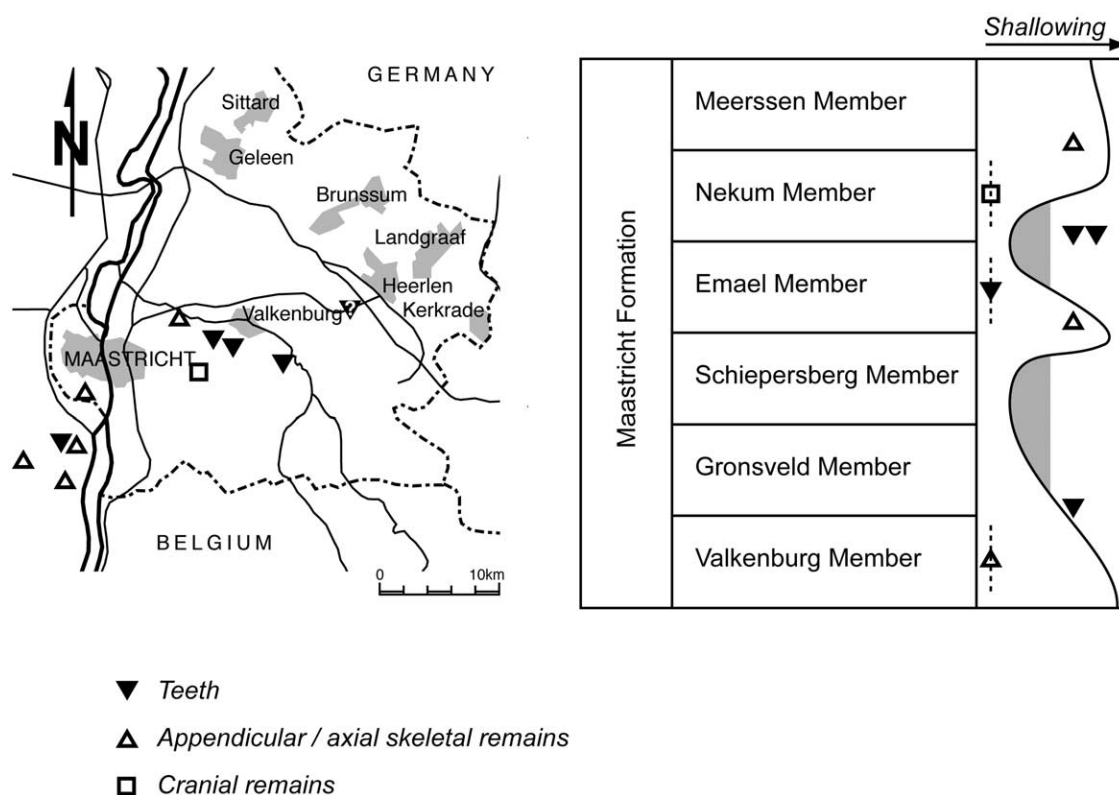 GERMANY
Sittard
N
Geleen
Brunssum
Landgraaf
Heerlen
Kerkrade
Valkenburg
?
MAASTRICHT
BELGIUM
0 10km
Shallowing
Maastricht Formation
Meerssen Member
Nekum Member
Emael Member
Schiepersberg Member
Gronsveld Member
Valkenburg Member
Teeth
Appendicular / axial skeletal remains
Cranial remains